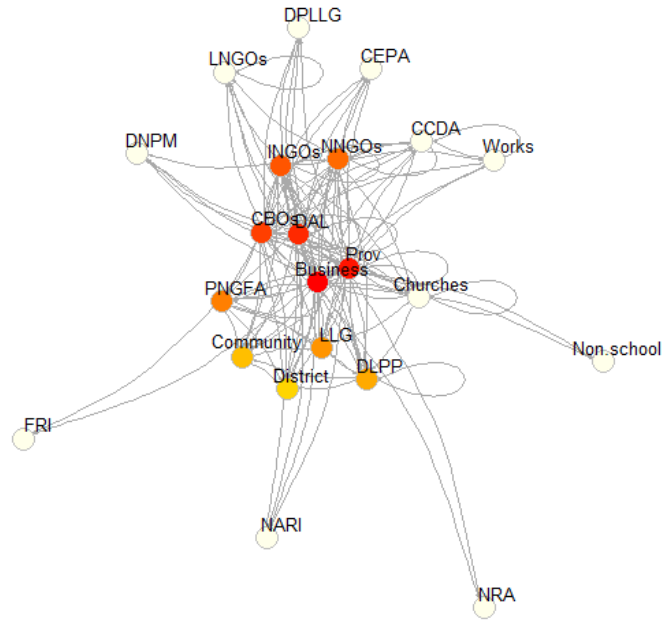 DPLLG
LNGOs
CEPA
DNPM
INGOs
NNGOs
CCDA
Works
CBOs
DAL
Prov
Business
PNGFA
Churches
Community
LLG
Non.school
District
DLPP
FRI
NARI
NRA